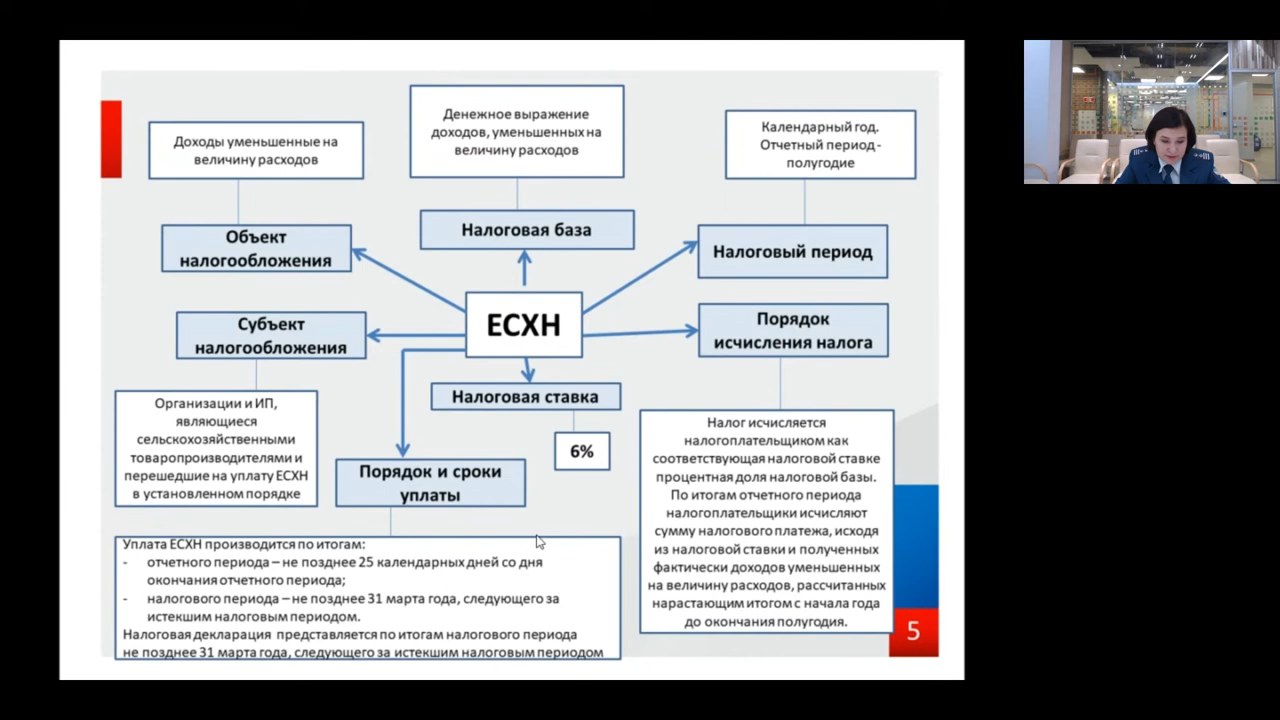 Доходы уменьшенные на
величину расходов
Денежное выражение
доходов, уменьшенных на
величину расходов
Календарный год.
Отчетный период-
полугодие
Объект
налогообложения
Налоговая база
Налоговый период
ЕСХН
Субъект
налогообложения
Порядок
исчисления налога
Налоговая ставка
6%
Организации и ИП,
являющиеся
сельскохозяйственными
товаропроизводителями и
перешедшие на уплату ЕСХН
в установленном порядке
Порядок и сроки
уплаты
Налог исчисляется
налогоплательщиком как
соответствующая налоговой ставке
процентная доля налоговой базы.
По итогам отчетного периода
налогоплательщики исчисляют
сумму налогового платежа, исходя
из налоговой ставки и полученных
фактически доходов уменьшенных
на величину расходов, рассчитанных
нарастающим итогом с начала года
до окончания полугодия.
Уплата ЕСХН производится по итогам:
- отчетного периода – не позднее 25 календарных дней со дня
окончания отчетного периода;
- налогового периода – не позднее 31 марта года, следующего за
истекшим налоговым периодом.
Налоговая декларация представляется по итогам налогового периода
не позднее 31 марта года, следующего за истекшим налоговым периодом
5